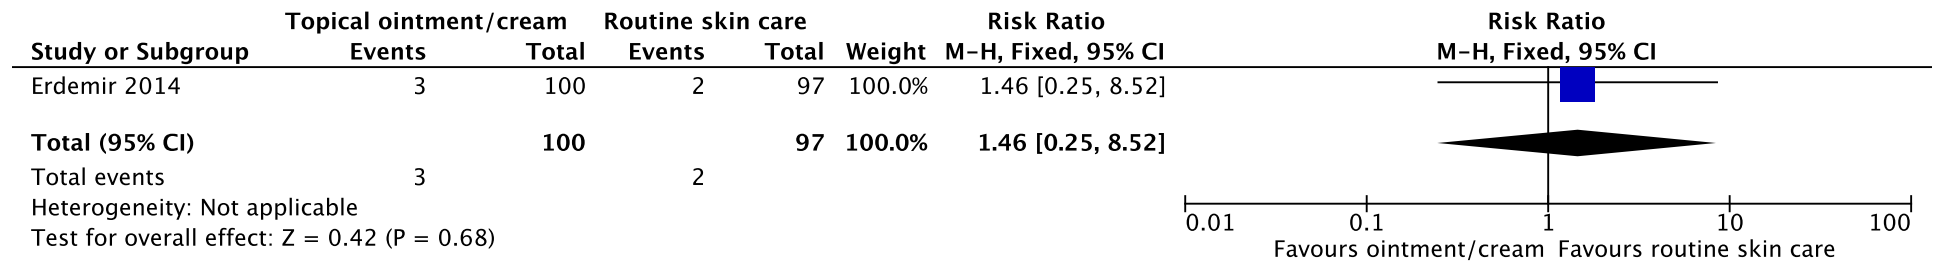 Topical ointment/cream Routine skin care Risk Ratio Risk Ratio
Study or Subgroup Events Total Events Total Weight M-H, Fixed, 95% CI M-H, Fixed, 95% CI
Erdemir 2014 3 100 2 97 100.0% 1.46 [0.25, 8.52]
Total (95% CI) 100 97 100.0% 1.46 [0.25, 8.52]
Total events 3 2
Heterogeneity: Not applicable
Test for overall effect: Z = 0.42 (P = 0.68)
0.01 0.1 1 10 100
Favours ointment/cream Favours routine skin care